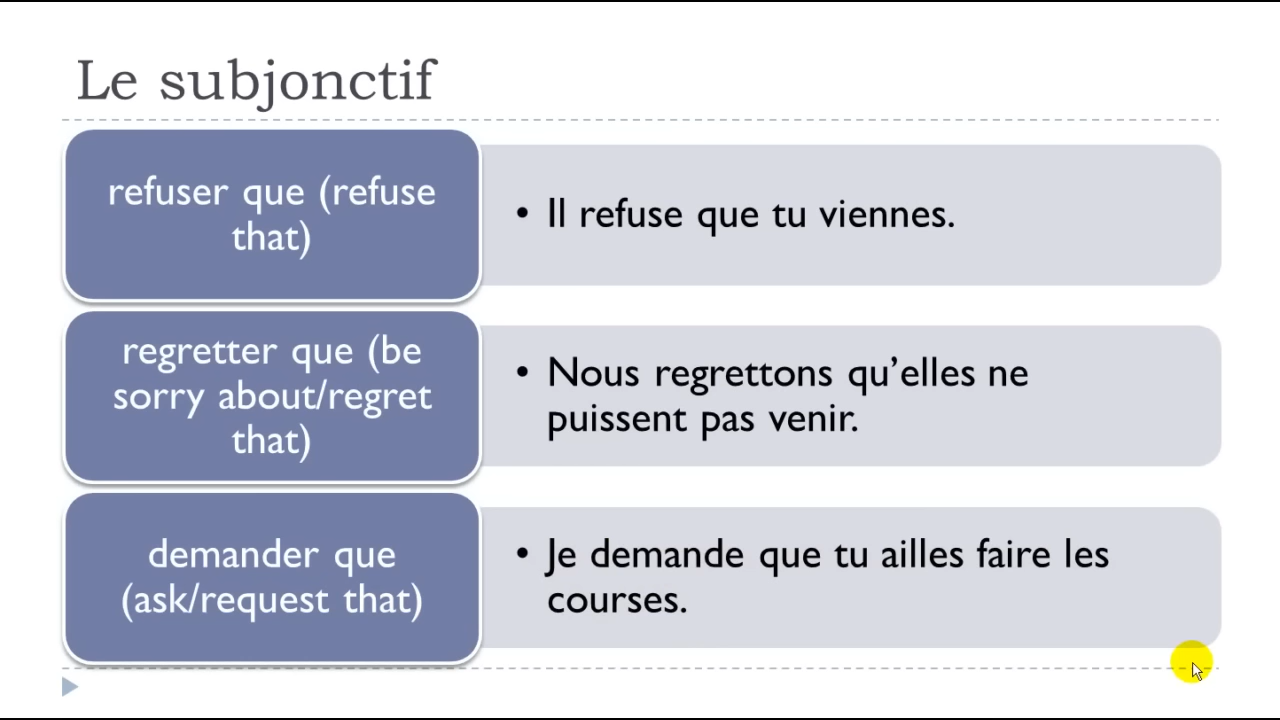 Le subjonctif
refuser que (refuse
that)
• Il refuse que tu viennes.
regretter que (be
sorry about/regret
that)
• Nous regrettons qu’elles ne
puissent pas venir.
demander que
(ask/request that)
• Je demande que tu ailles faire les
courses.